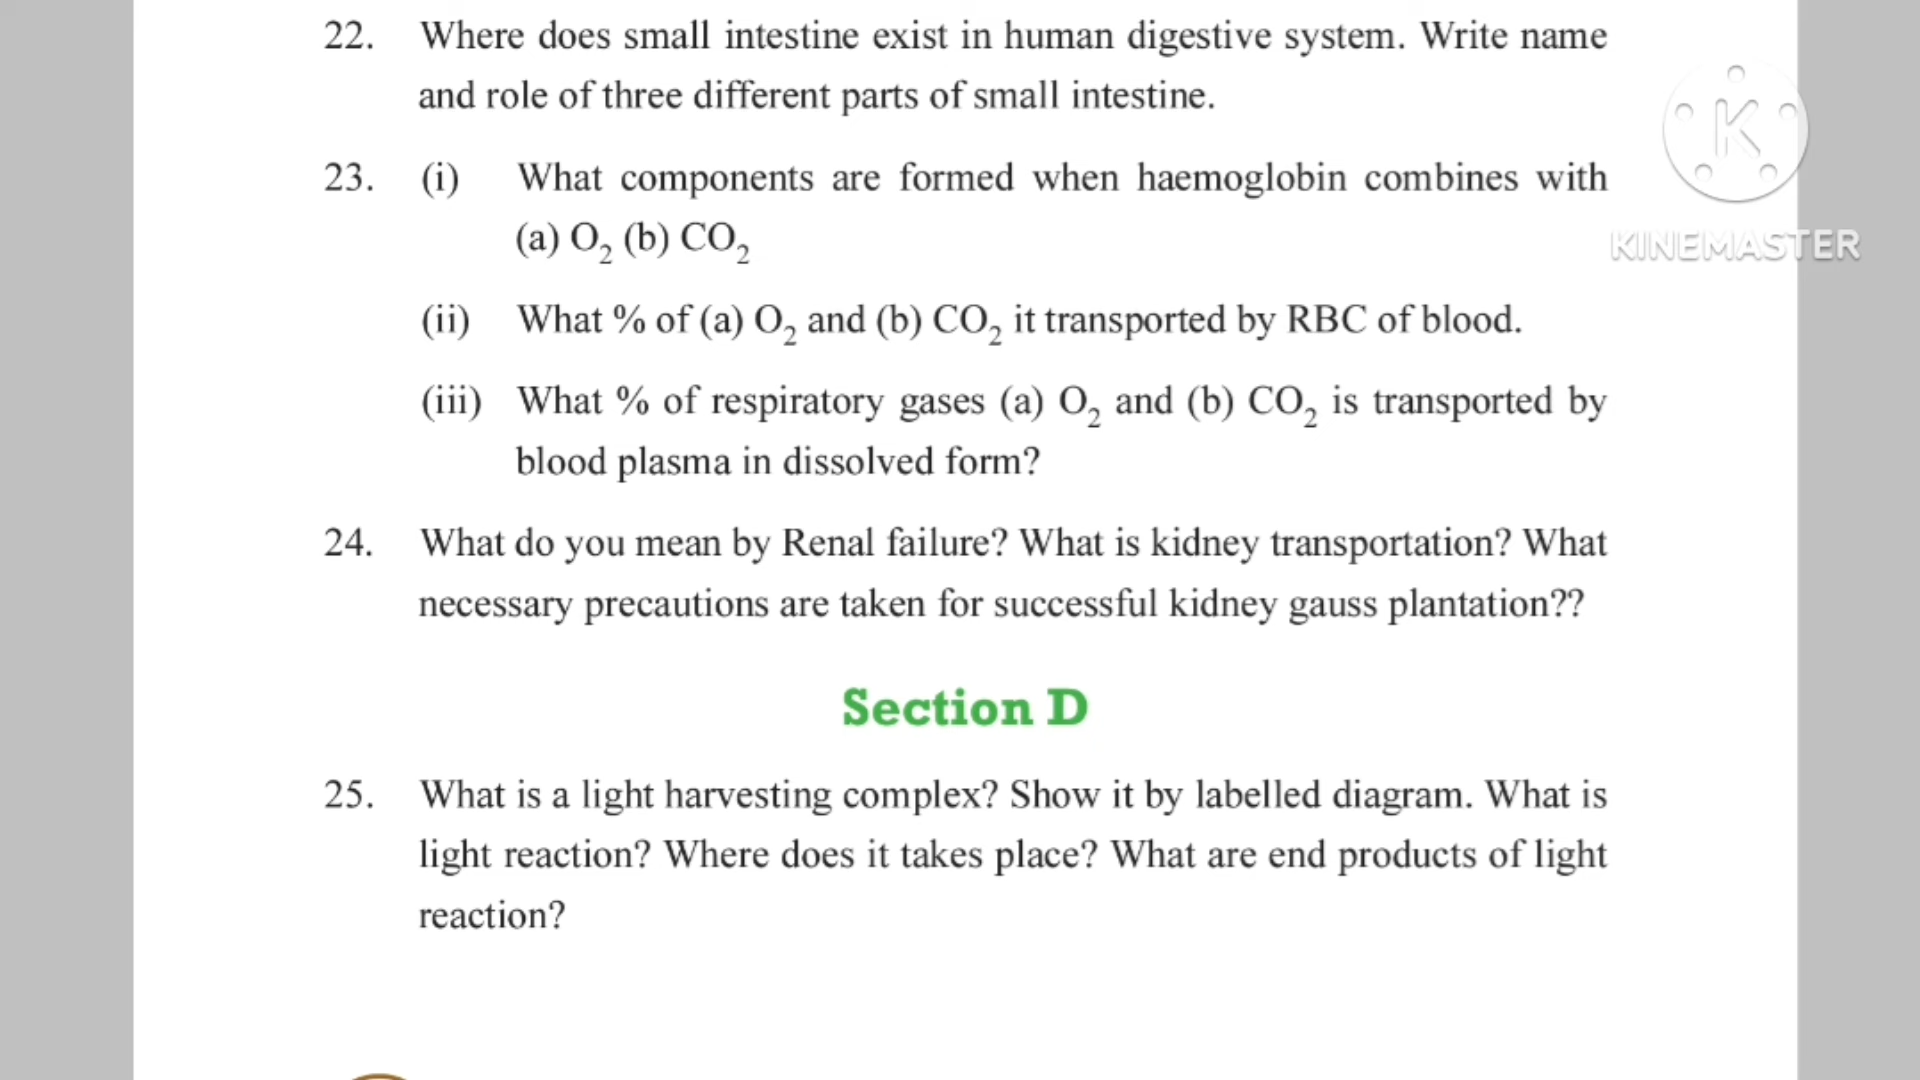 22. Where does small intestine exist in human digestive system. Write name
and role of three different parts of small intestine.
23. (i) What components are formed when haemoglobin combines with
(a) O₂ (b) CO₂
(ii) What % of (a) O₂ and (b) CO₂ it transported by RBC of blood.
(iii) What % of respiratory gases (a) O₂ and (b) CO₂ is transported by
blood plasma in dissolved form?
24. What do you mean by Renal failure? What is kidney transportation? What
necessary precautions are taken for successful kidney gauss plantation??
Section D
25. What is a light harvesting complex? Show it by labelled diagram. What is
light reaction? Where does it takes place? What are end products of light
reaction?
K
KINEMASTER